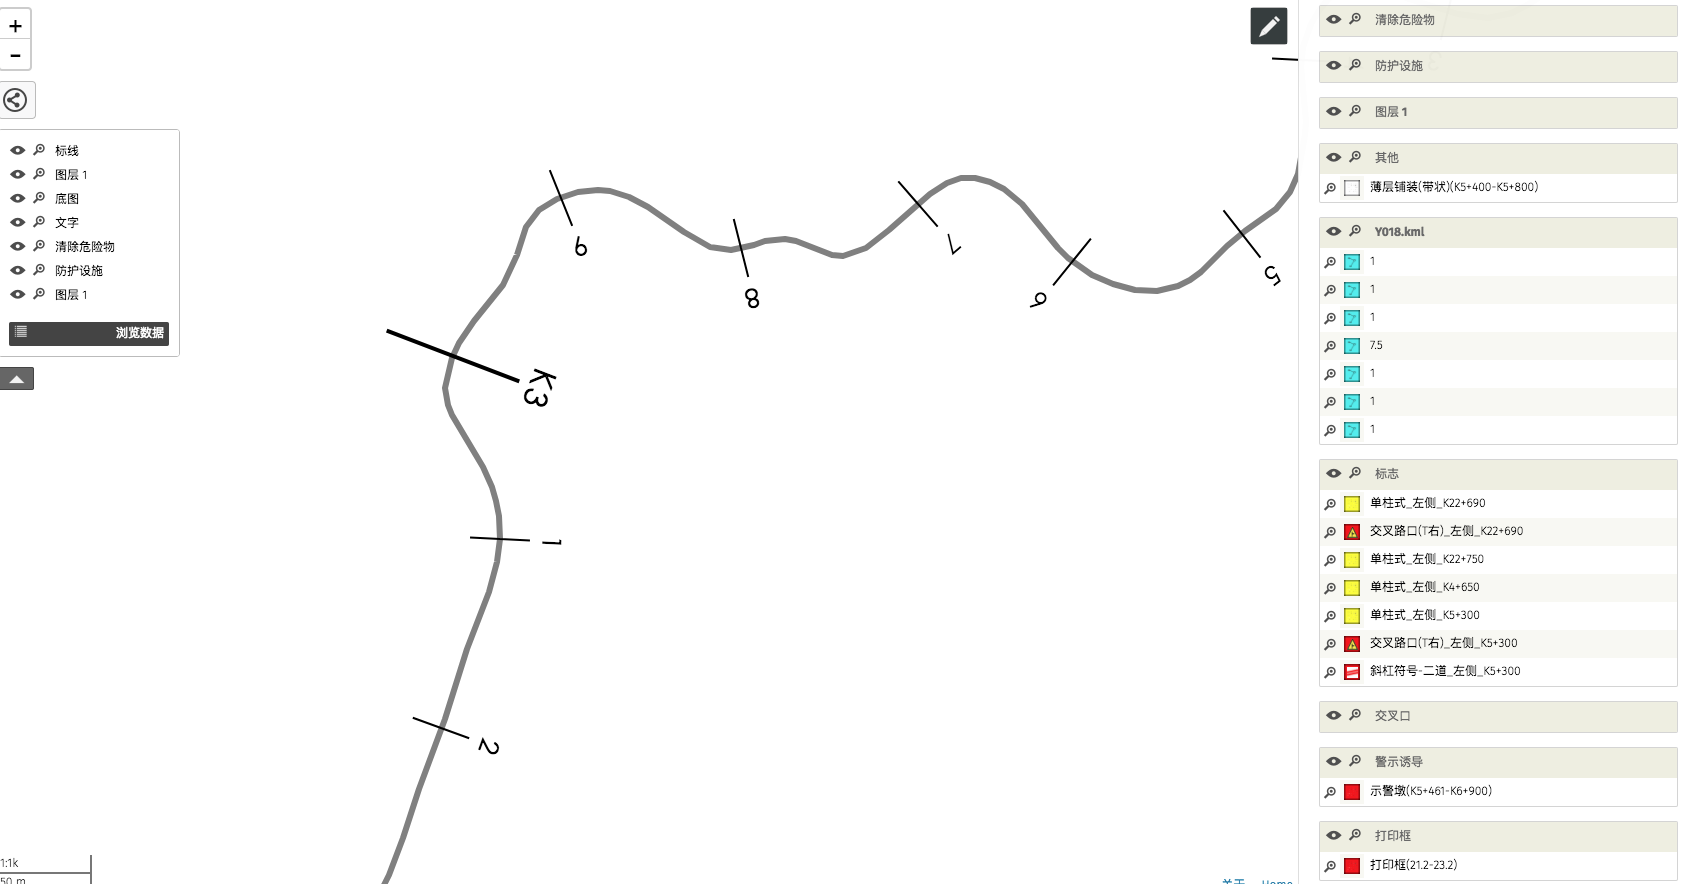 +
−
标线
图层 1
底图
文字
清除危险物
防护设施
图层 1
浏览数据
9
8
7
6
5
K3
1
2
1:1k
50 m
关于
Home
清除危险物
防护设施
图层 1
其他
薄层铺装(带状)(K5+400-K5+800)
Y018.kml
1
1
1
7.5
1
1
1
标志
单柱式_左侧_K22+690
交叉路口(T右)_左侧_K22+690
单柱式_左侧_K22+750
单柱式_左侧_K4+650
单柱式_左侧_K5+300
交叉路口(T右)_左侧_K5+300
斜杠符号-二道_左侧_K5+300
交叉口
警示诱导
示警墩(K5+461-K6+900)
打印框
打印框(21.2-23.2)